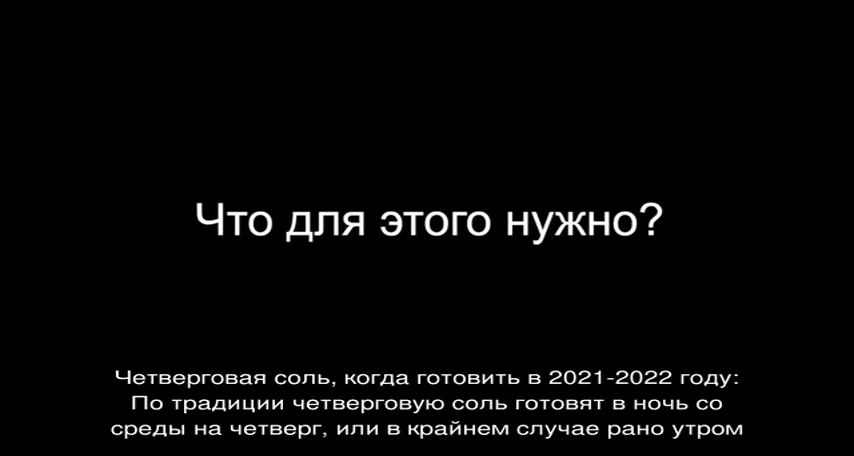 Что для этого нужно?
Четверговая соль, когда готовить в 2021-2022 году:
По традиции четверговую соль готовят в ночь со
среды на четверг, или в крайнем случае рано утром